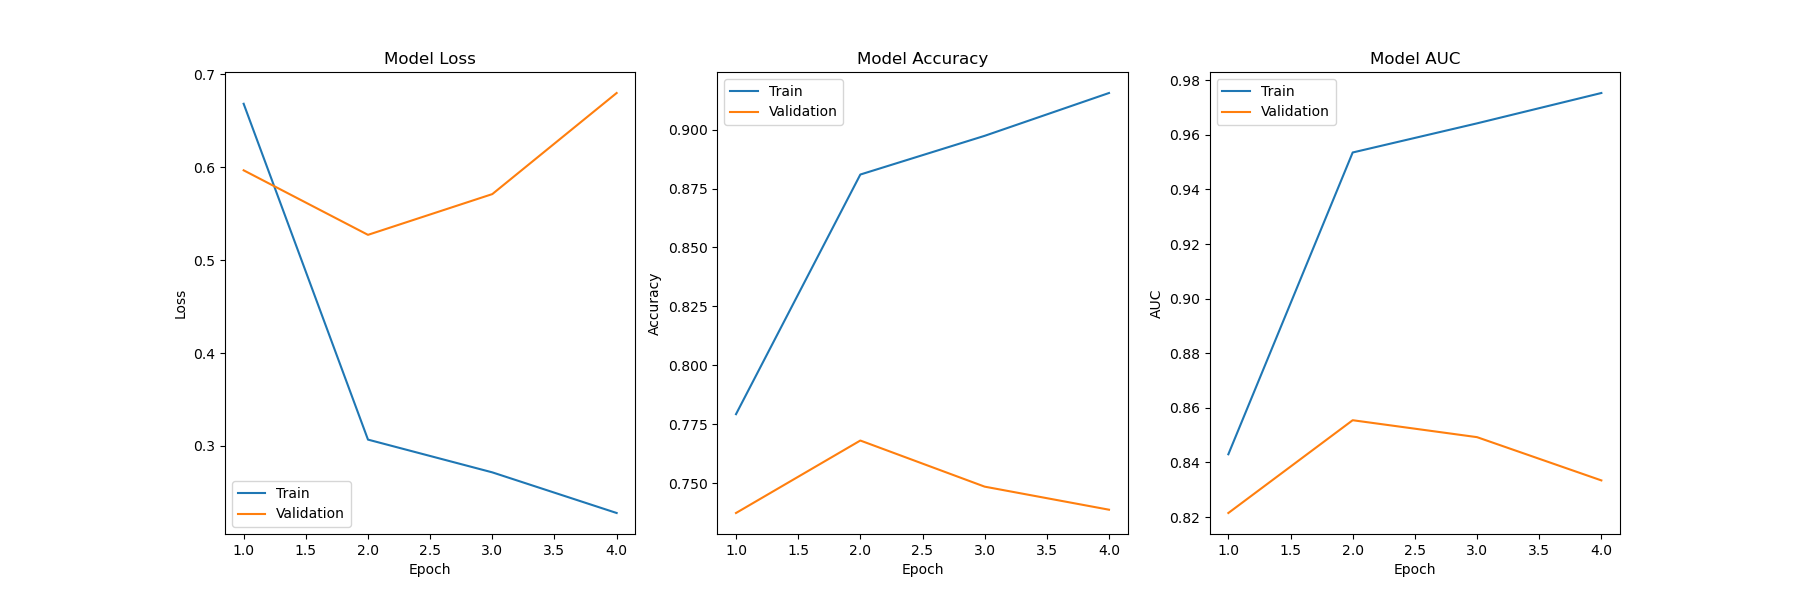 Model Loss
0.7
0.6
0.5
0.4
0.3
Loss
Train
Validation
1.0 1.5 2.0 2.5 3.0 3.5 4.0
Epoch
Model Accuracy
Train
Validation
0.900
0.875
0.850
0.825
0.800
0.775
0.750
Accuracy
1.0 1.5 2.0 2.5 3.0 3.5 4.0
Epoch
Model AUC
Train
Validation
0.98
0.96
0.94
0.92
0.90
0.88
0.86
0.84
0.82
AUC
1.0 1.5 2.0 2.5 3.0 3.5 4.0
Epoch